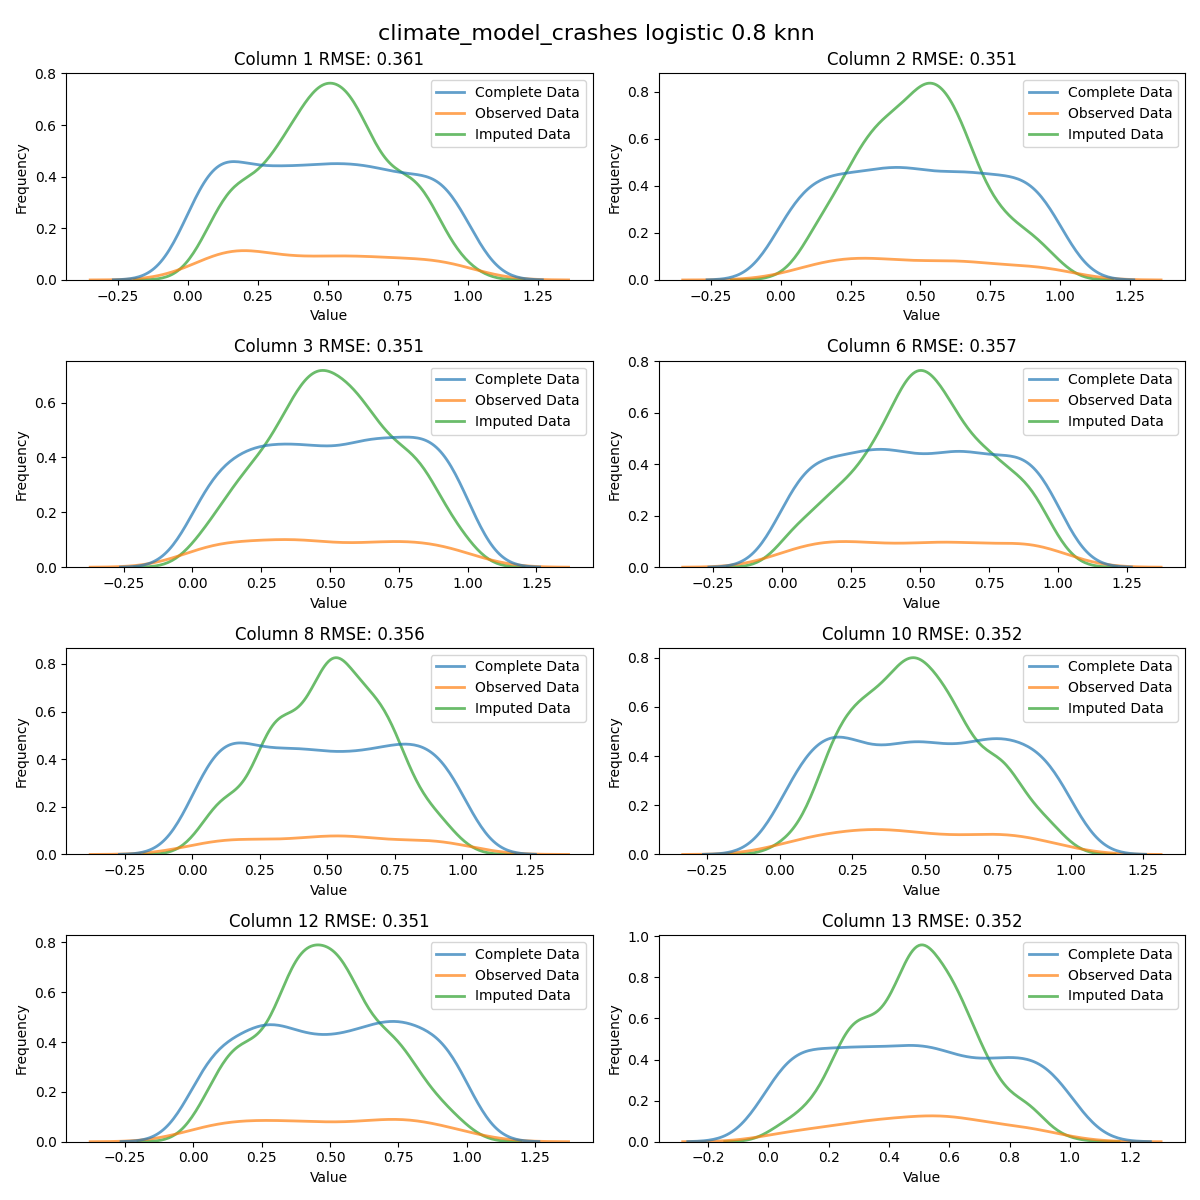 climate_model_crashes logistic 0.8 knn
Column 1 RMSE: 0.361
Frequency
0.8
0.6
0.4
0.2
0.0
Complete Data
Observed Data
Imputed Data
−0.25 0.00 0.25 0.50 0.75 1.00 1.25
Value
Column 2 RMSE: 0.351
Frequency
0.8
0.6
0.4
0.2
0.0
Complete Data
Observed Data
Imputed Data
−0.25 0.00 0.25 0.50 0.75 1.00 1.25
Value
Column 3 RMSE: 0.351
Frequency
0.6
0.4
0.2
0.0
Complete Data
Observed Data
Imputed Data
−0.25 0.00 0.25 0.50 0.75 1.00 1.25
Value
Column 6 RMSE: 0.357
Frequency
0.8
0.6
0.4
0.2
0.0
Complete Data
Observed Data
Imputed Data
−0.25 0.00 0.25 0.50 0.75 1.00 1.25
Value
Column 8 RMSE: 0.356
Frequency
0.8
0.6
0.4
0.2
0.0
Complete Data
Observed Data
Imputed Data
−0.25 0.00 0.25 0.50 0.75 1.00 1.25
Value
Column 10 RMSE: 0.352
Frequency
0.8
0.6
0.4
0.2
0.0
Complete Data
Observed Data
Imputed Data
−0.25 0.00 0.25 0.50 0.75 1.00 1.25
Value
Column 12 RMSE: 0.351
Frequency
0.8
0.6
0.4
0.2
0.0
Complete Data
Observed Data
Imputed Data
−0.25 0.00 0.25 0.50 0.75 1.00 1.25
Value
Column 13 RMSE: 0.352
Frequency
1.0
0.8
0.6
0.4
0.2
0.0
Complete Data
Observed Data
Imputed Data
−0.2 0.0 0.2 0.4 0.6 0.8 1.0 1.2
Value